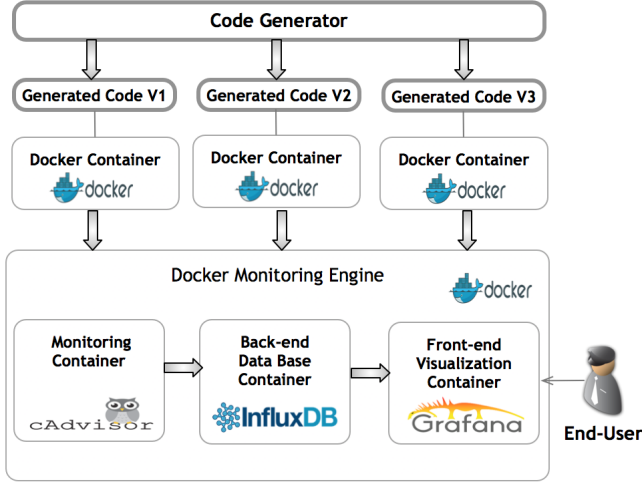 Code Generator
Generated Code V1
Generated Code V2
Generated Code V3
Docker Container
docker
Docker Container
docker
Docker Container
docker
Docker Monitoring Engine
docker
Monitoring
Container
cAdvisor
Back-end
Data Base
Container
InfluxDB
Front-end
Visualization
Container
Grafana
End-User